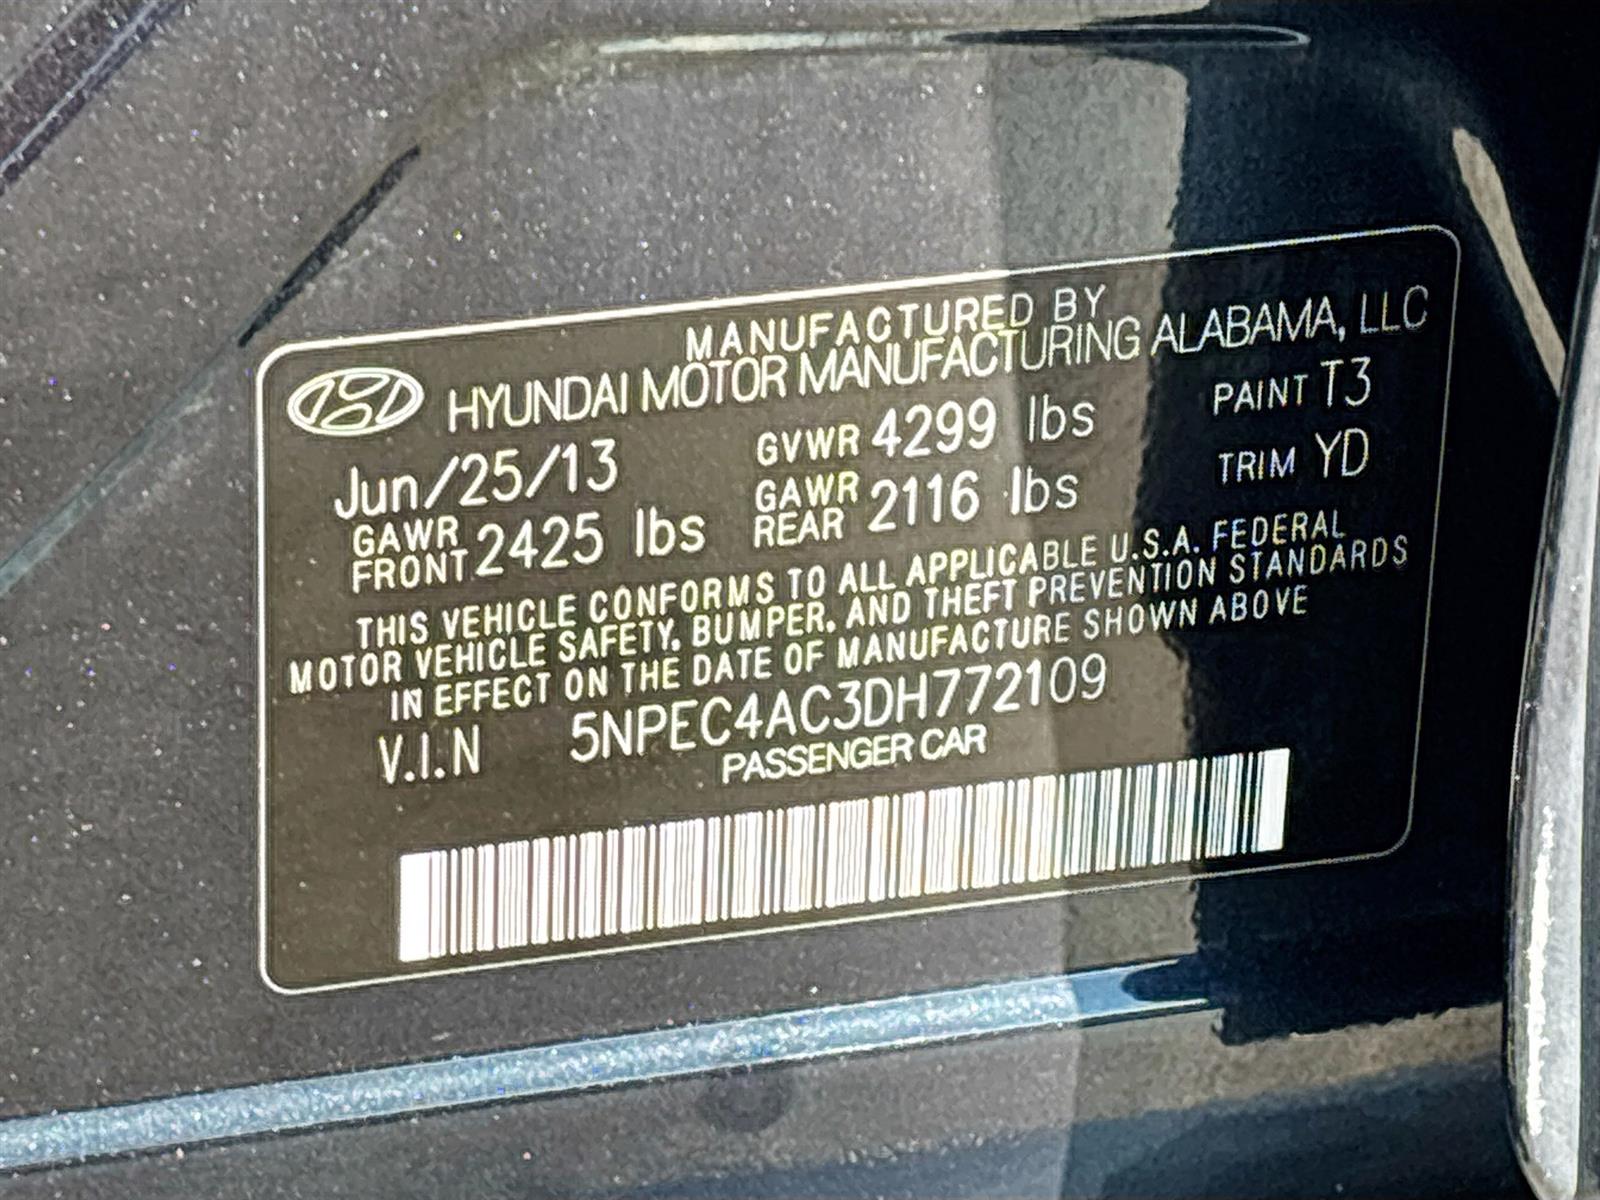 MANUFACTURED BY
HYUNDAI MOTOR MANUFACTURING ALABAMA, LLC
Jun/25/13 GVWR 4299 lbs PAINT T3
GAWR FRONT 2425 lbs GAWR REAR 2116 lbs TRIM YD
THIS VEHICLE CONFORMS TO ALL APPLICABLE U.S.A. FEDERAL
MOTOR VEHICLE SAFETY, BUMPER, AND THEFT PREVENTION STANDARDS
IN EFFECT ON THE DATE OF MANUFACTURE SHOWN ABOVE
V.I.N 5NPEC4AC3DH772109
PASSENGER CAR